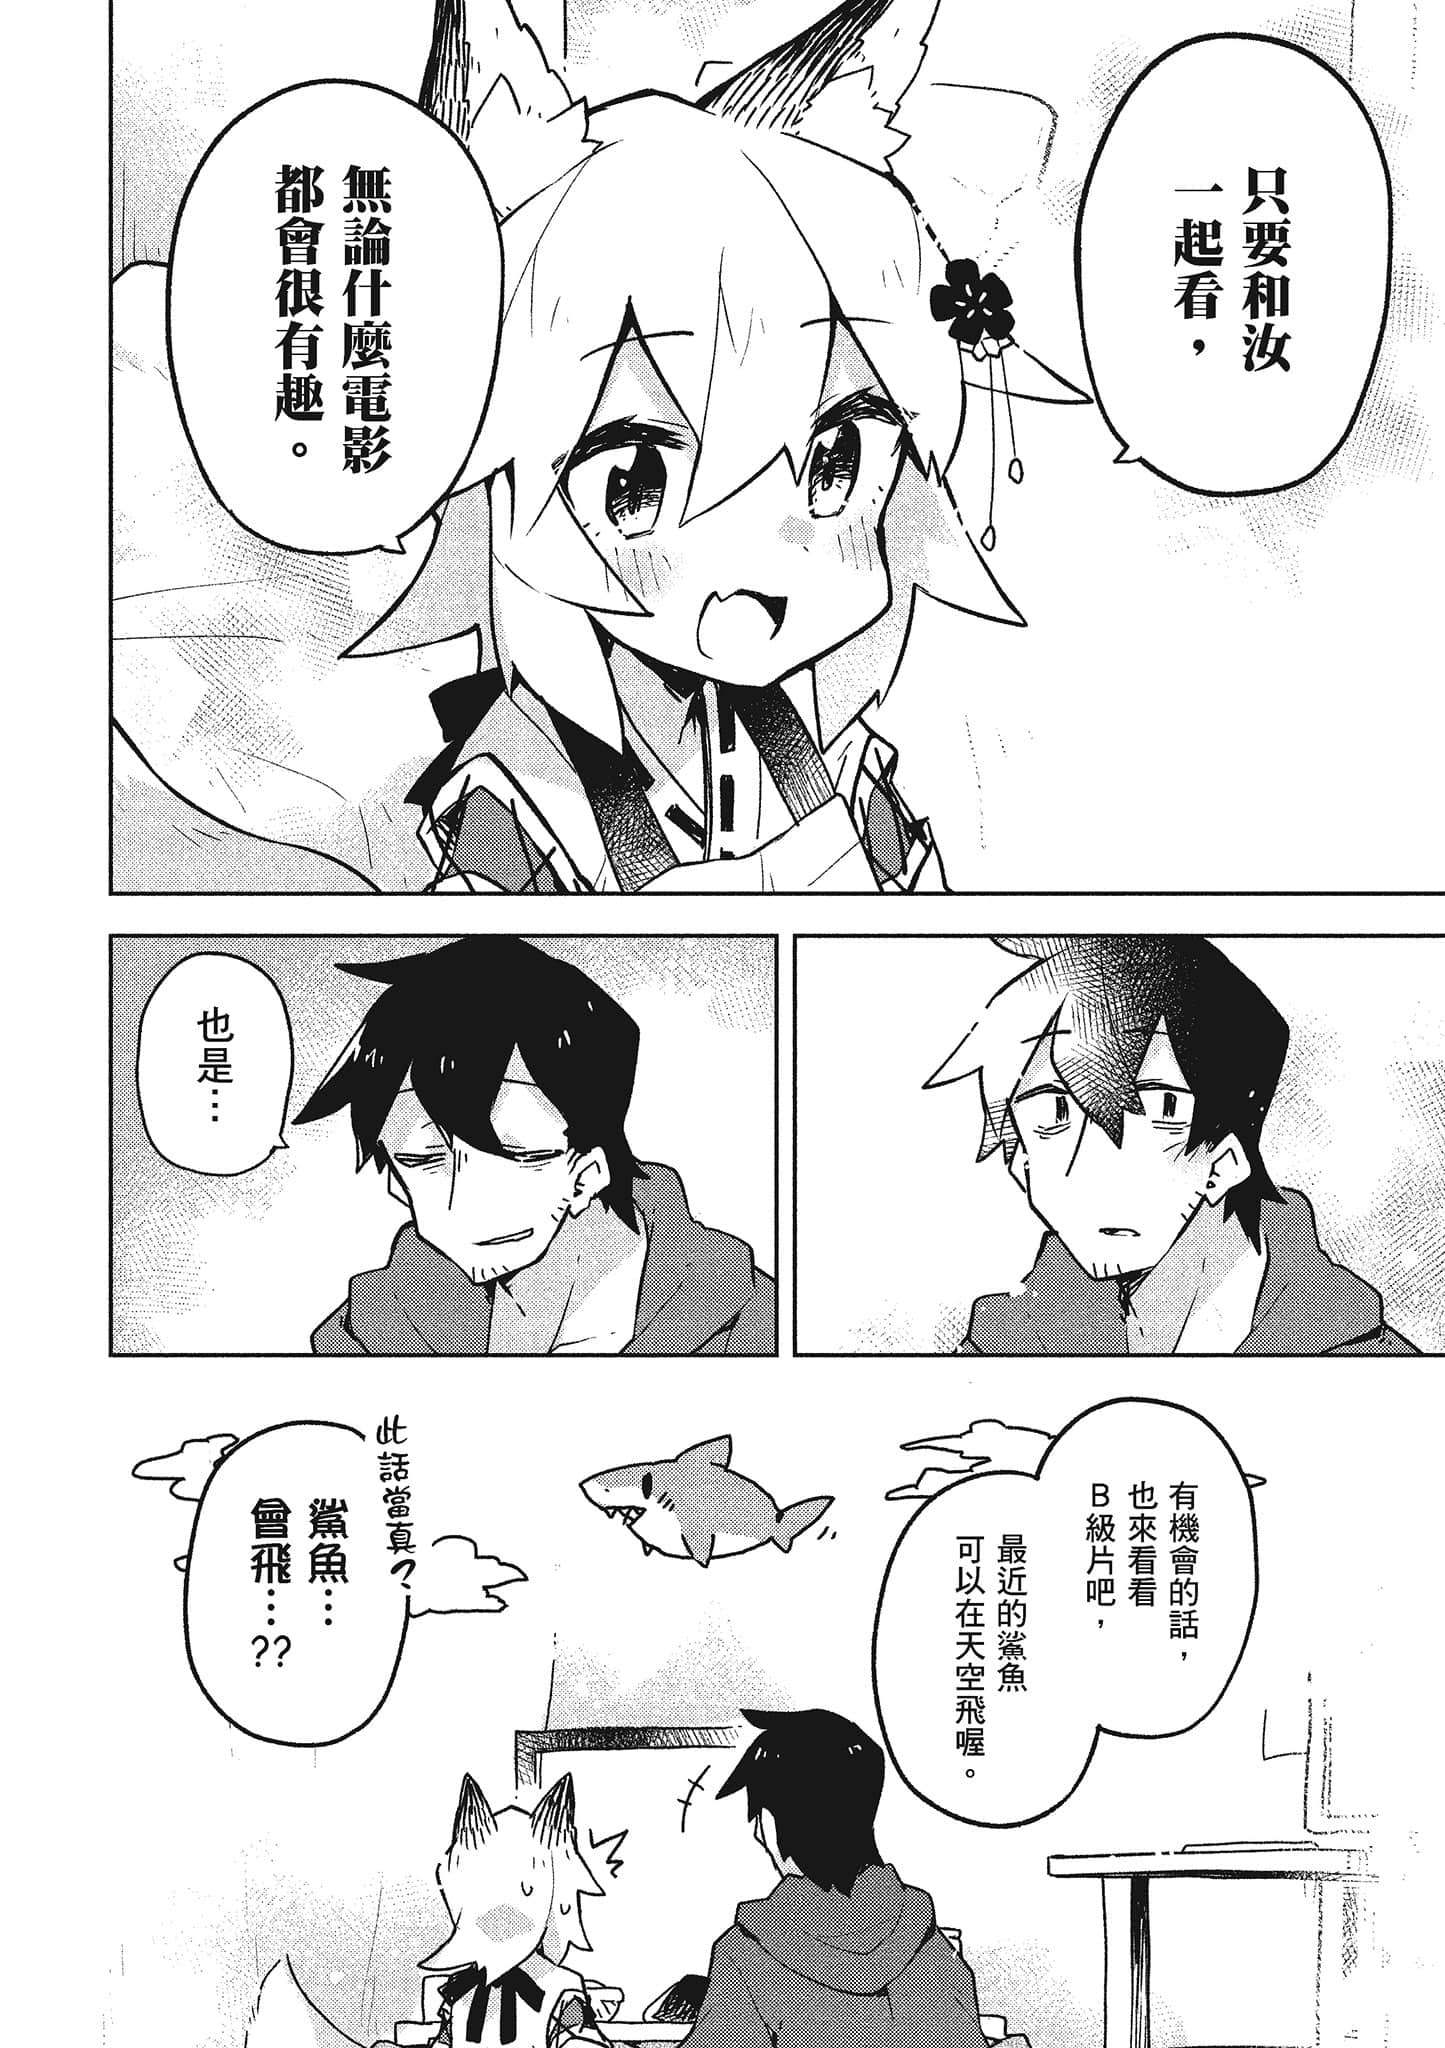 只要和汝
一起看，
無論什麼電影
都會很有趣。
也是…
有機會的話，
也來看看
B級片吧，
最近的鯊魚
可以在天空飛喔。
此話當真？
鯊魚…
會飛…??